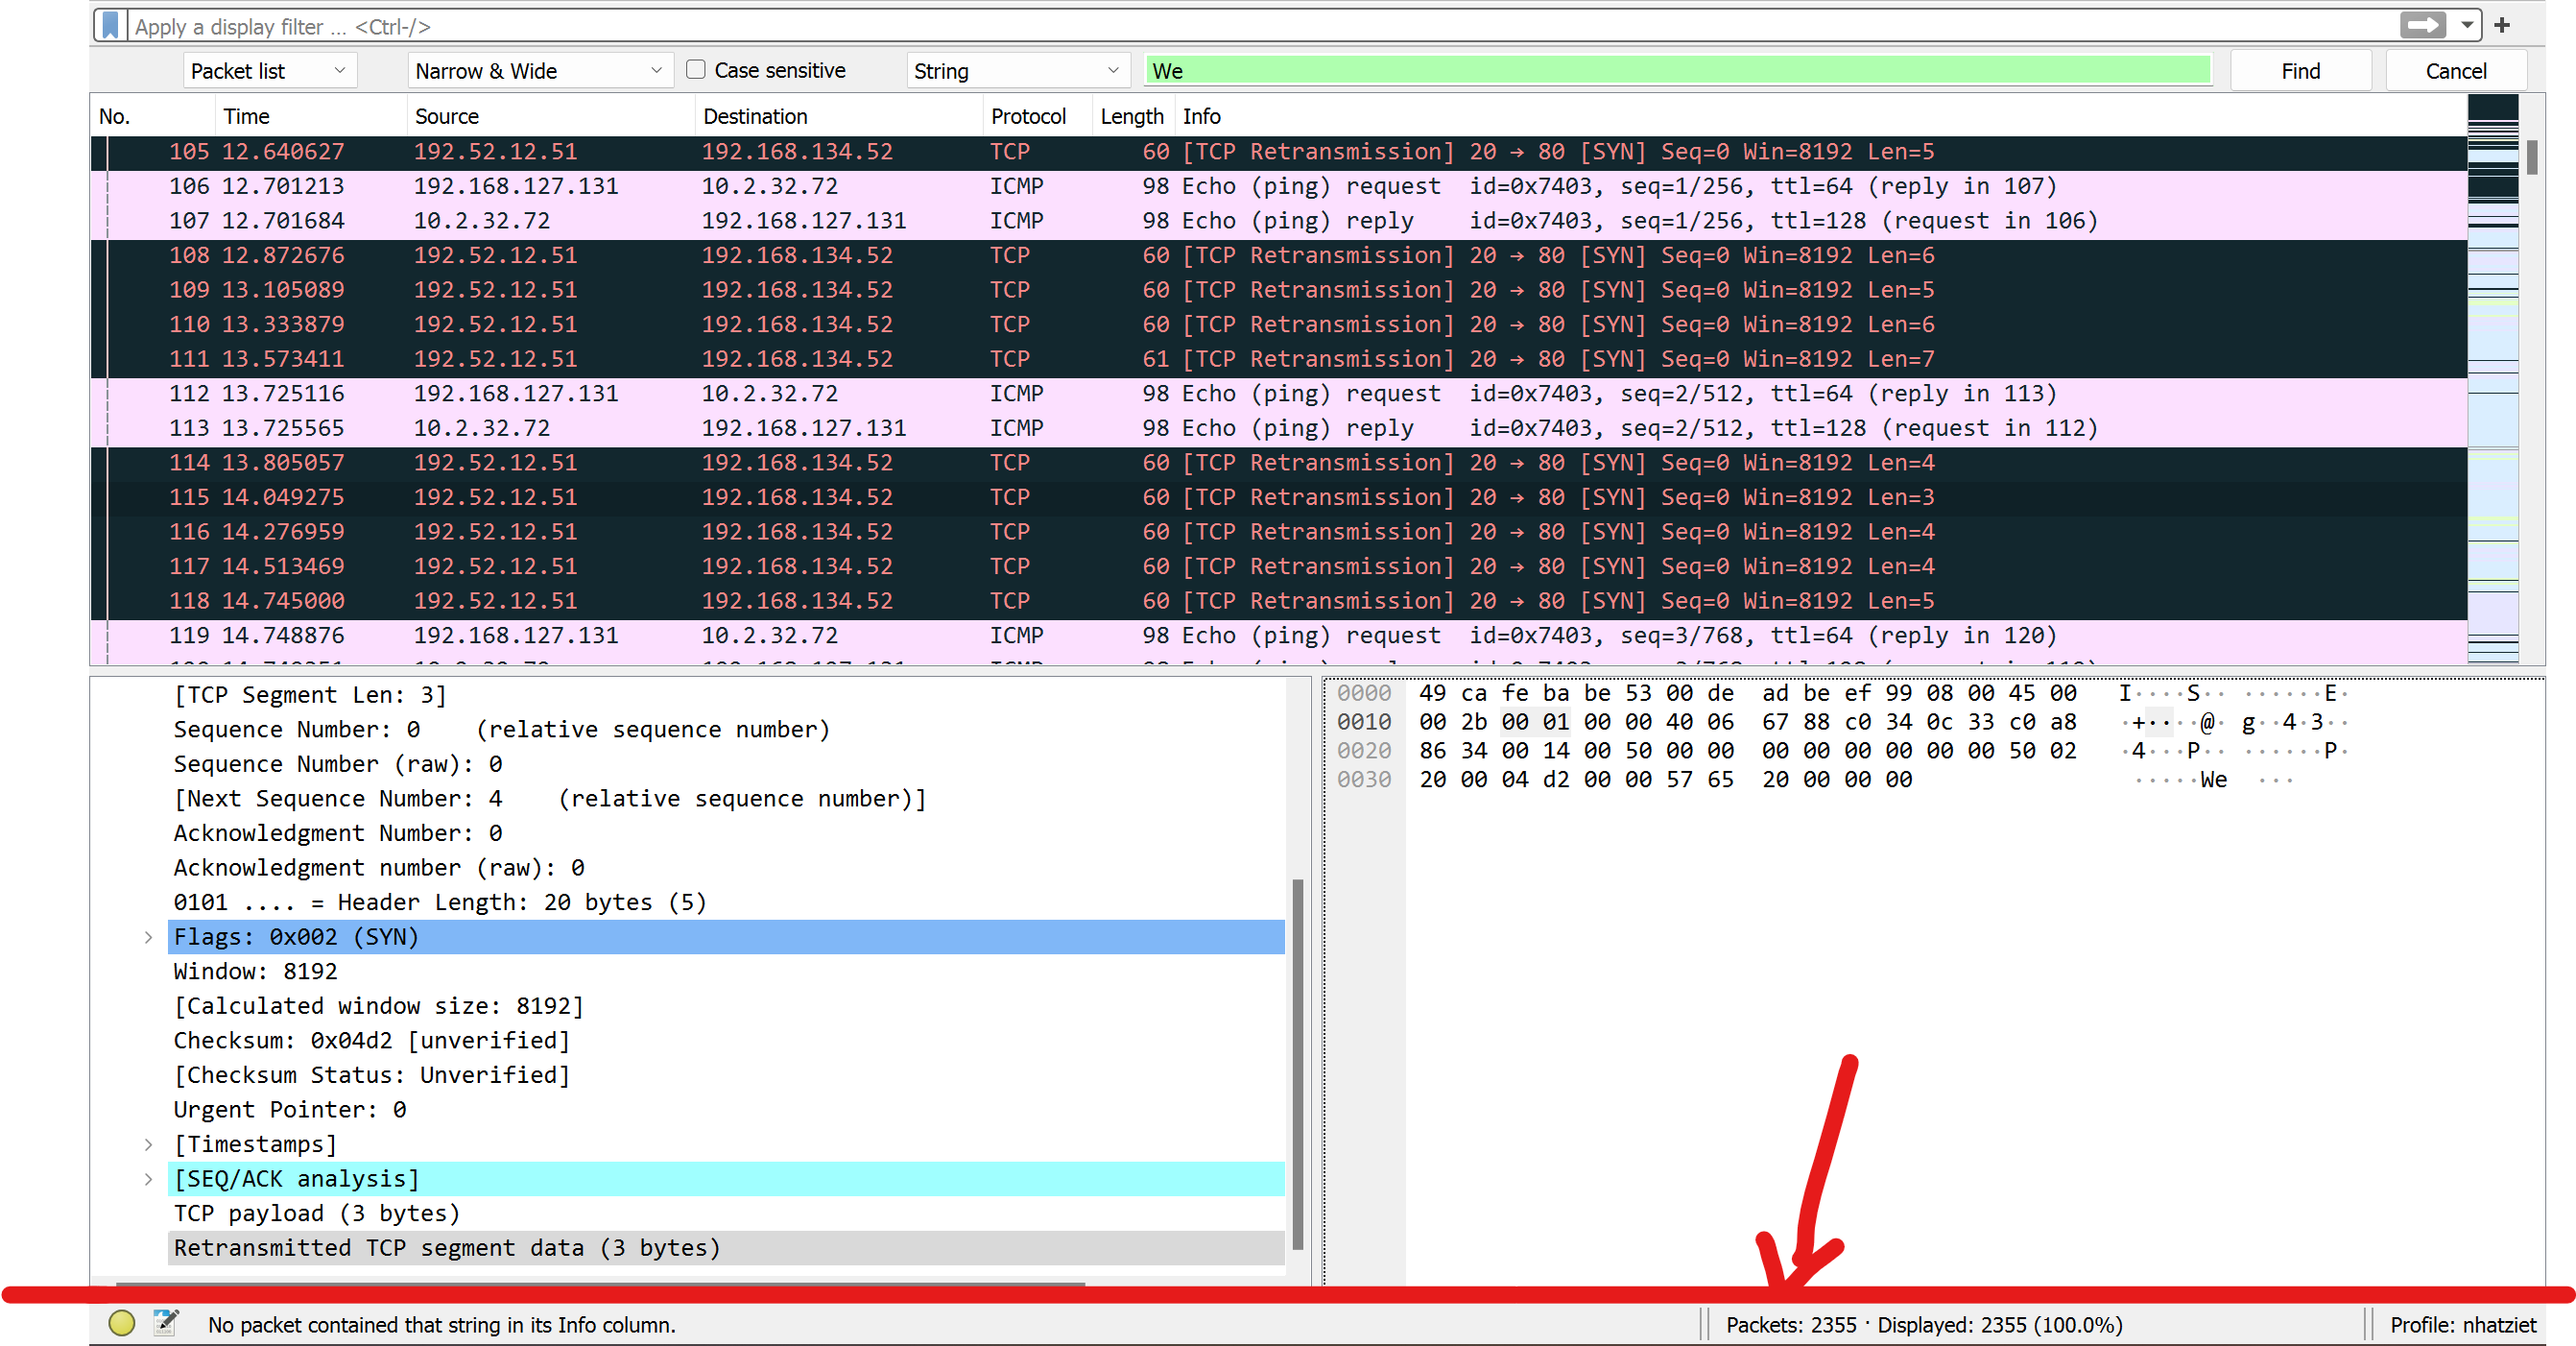 Apply a display filter ... <Ctrl-/>
Packet list Narrow & Wide Case sensitive String We Find Cancel
No. Time Source Destination Protocol Length Info
105 12.640627 192.52.12.51 192.168.134.52 TCP 60 [TCP Retransmission] 20 → 80 [SYN] Seq=0 Win=8192 Len=5
106 12.701213 192.168.127.131 10.2.32.72 ICMP 98 Echo (ping) request id=0x7403, seq=1/256, ttl=64 (reply in 107)
107 12.701684 10.2.32.72 192.168.127.131 ICMP 98 Echo (ping) reply id=0x7403, seq=1/256, ttl=128 (request in 106)
108 12.872676 192.52.12.51 192.168.134.52 TCP 60 [TCP Retransmission] 20 → 80 [SYN] Seq=0 Win=8192 Len=6
109 13.105089 192.52.12.51 192.168.134.52 TCP 60 [TCP Retransmission] 20 → 80 [SYN] Seq=0 Win=8192 Len=5
110 13.333879 192.52.12.51 192.168.134.52 TCP 60 [TCP Retransmission] 20 → 80 [SYN] Seq=0 Win=8192 Len=6
111 13.573411 192.52.12.51 192.168.134.52 TCP 61 [TCP Retransmission] 20 → 80 [SYN] Seq=0 Win=8192 Len=7
112 13.725116 192.168.127.131 10.2.32.72 ICMP 98 Echo (ping) request id=0x7403, seq=2/512, ttl=64 (reply in 113)
113 13.725565 10.2.32.72 192.168.127.131 ICMP 98 Echo (ping) reply id=0x7403, seq=2/512, ttl=128 (request in 112)
114 13.805057 192.52.12.51 192.168.134.52 TCP 60 [TCP Retransmission] 20 → 80 [SYN] Seq=0 Win=8192 Len=4
115 14.049275 192.52.12.51 192.168.134.52 TCP 60 [TCP Retransmission] 20 → 80 [SYN] Seq=0 Win=8192 Len=3
116 14.276959 192.52.12.51 192.168.134.52 TCP 60 [TCP Retransmission] 20 → 80 [SYN] Seq=0 Win=8192 Len=4
117 14.513469 192.52.12.51 192.168.134.52 TCP 60 [TCP Retransmission] 20 → 80 [SYN] Seq=0 Win=8192 Len=4
118 14.745000 192.52.12.51 192.168.134.52 TCP 60 [TCP Retransmission] 20 → 80 [SYN] Seq=0 Win=8192 Len=5
119 14.748876 192.168.127.131 10.2.32.72 ICMP 98 Echo (ping) request id=0x7403, seq=3/768, ttl=64 (reply in 120)
[TCP Segment Len: 3]
Sequence Number: 0 (relative sequence number)
Sequence Number (raw): 0
[Next Sequence Number: 4 (relative sequence number)]
Acknowledgment Number: 0
Acknowledgment number (raw): 0
0101 .... = Header Length: 20 bytes (5)
Flags: 0x002 (SYN)
Window: 8192
[Calculated window size: 8192]
Checksum: 0x04d2 [unverified]
[Checksum Status: Unverified]
Urgent Pointer: 0
[Timestamps]
[SEQ/ACK analysis]
TCP payload (3 bytes)
Retransmitted TCP segment data (3 bytes)
0000 49 ca fe ba be 53 00 de ad be ef 99 08 00 45 00 I····S·· ······E·
0010 00 2b 00 01 00 00 40 06 67 88 c0 34 0c 33 c0 a8 ·+····@· g··4·3··
0020 86 34 00 14 00 50 00 00 00 00 00 00 00 00 50 02 ·4···P·· ······P·
0030 20 00 04 d2 00 00 57 65 20 00 00 00 ·····We ···
No packet contained that string in its Info column.
Packets: 2355 · Displayed: 2355 (100.0%)
Profile: nhatziet